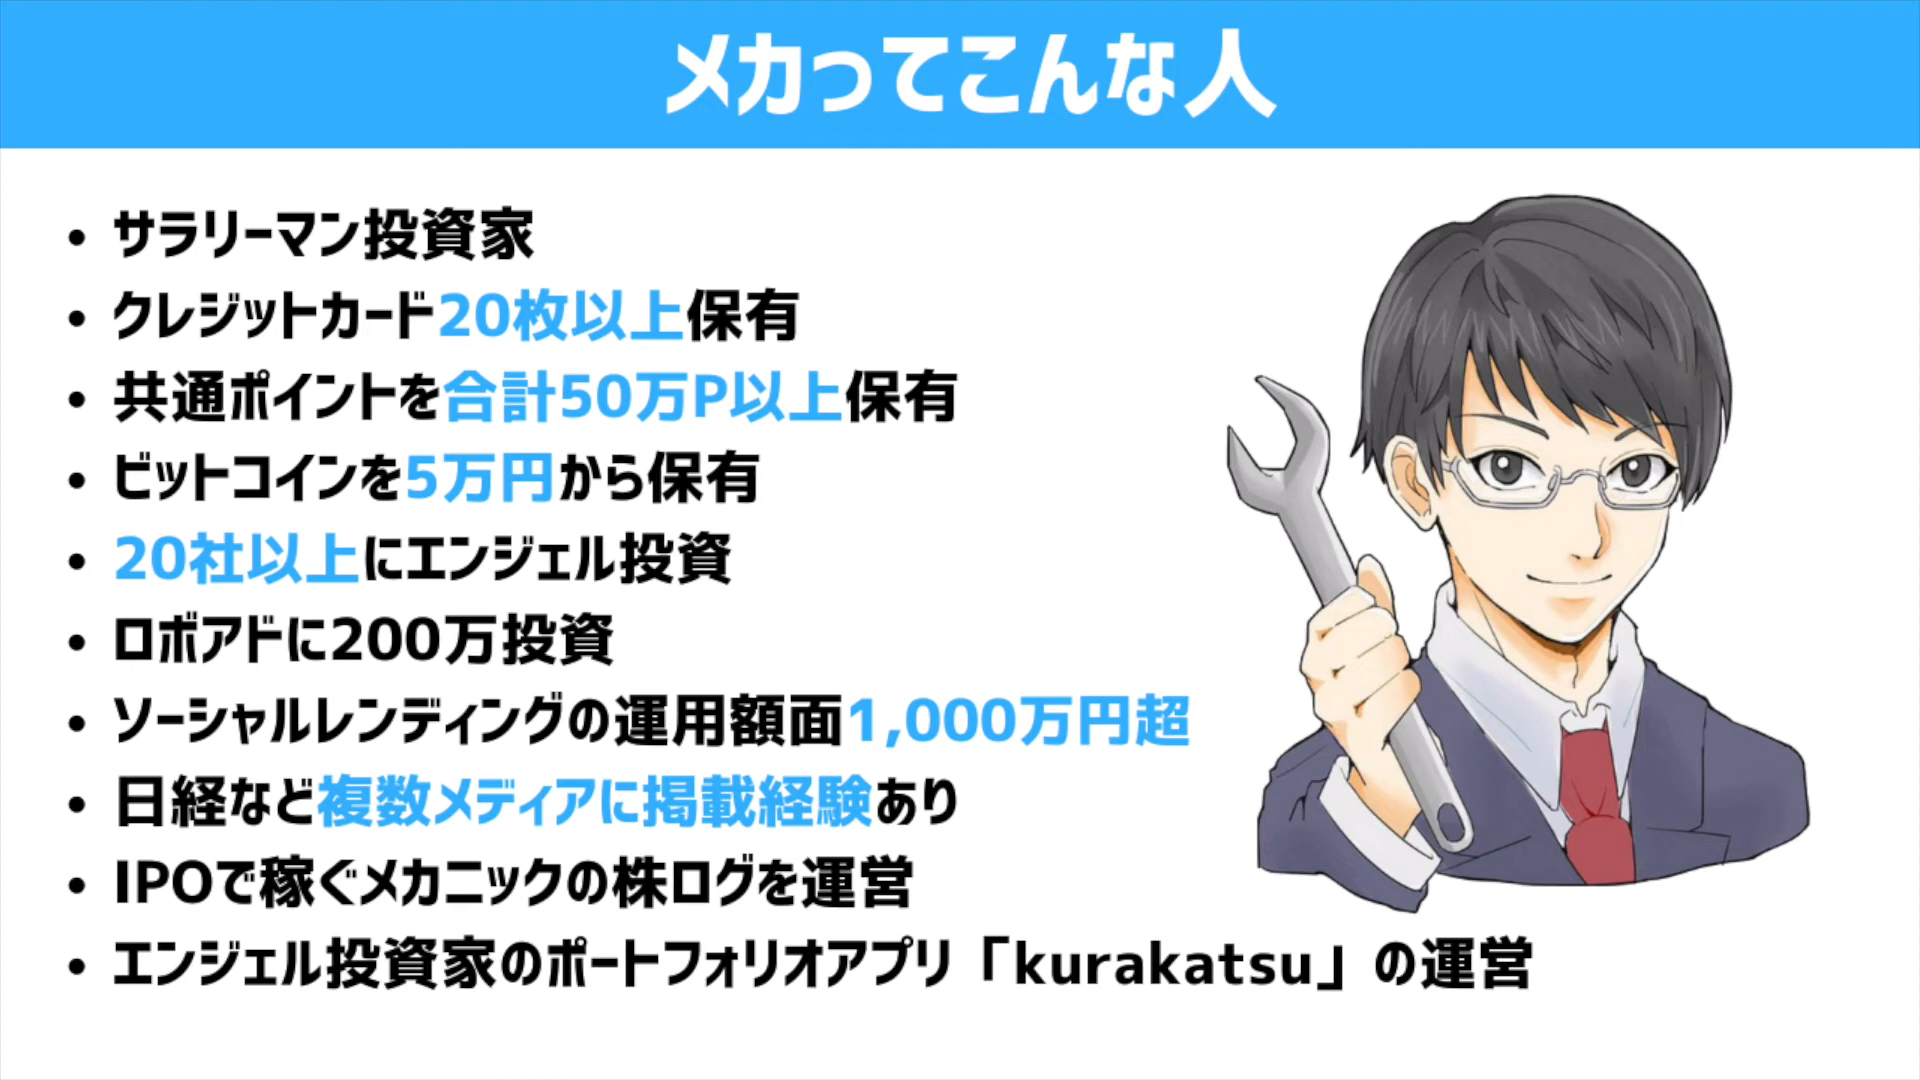 メカってこんな人
• サラリーマン投資家
• クレジットカード20枚以上保有
• 共通ポイントを合計50万P以上保有
• ビットコインを5万円から保有
• 20社以上にエンジェル投資
• ロボアドに200万投資
• ソーシャルレンディングの運用額面1,000万円超
• 日経など複数メディアに掲載経験あり
• IPOで稼ぐメカニックの株ログを運営
• エンジェル投資家のポートフォリオアプリ「kurakatsu」の運営